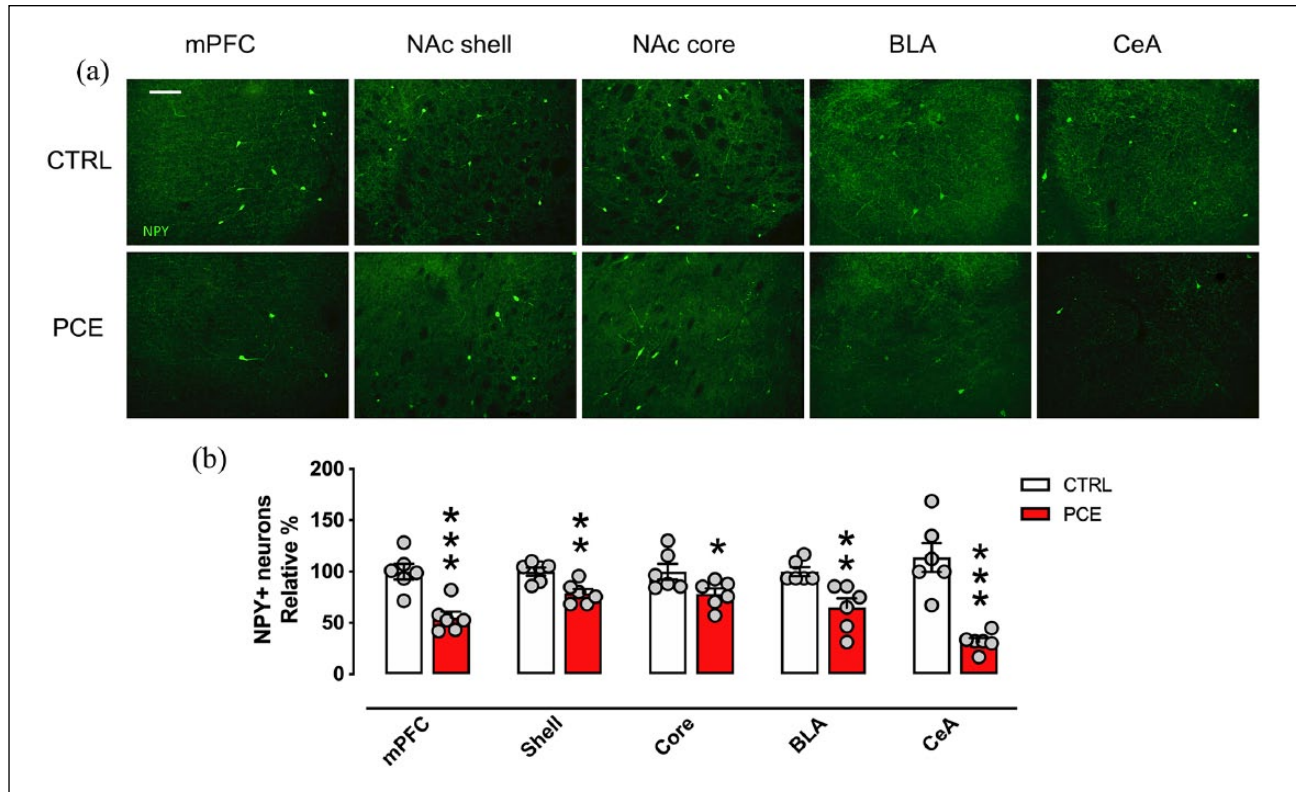 mPFC NAc shell NAc core BLA CeA
(a)
CTRL
NPY
PCE
(b)
NPY+ neurons
Relative %
200
150
100
50
0
CTRL
PCE
***
**
*
**
***
mPFC Shell Core BLA CeA